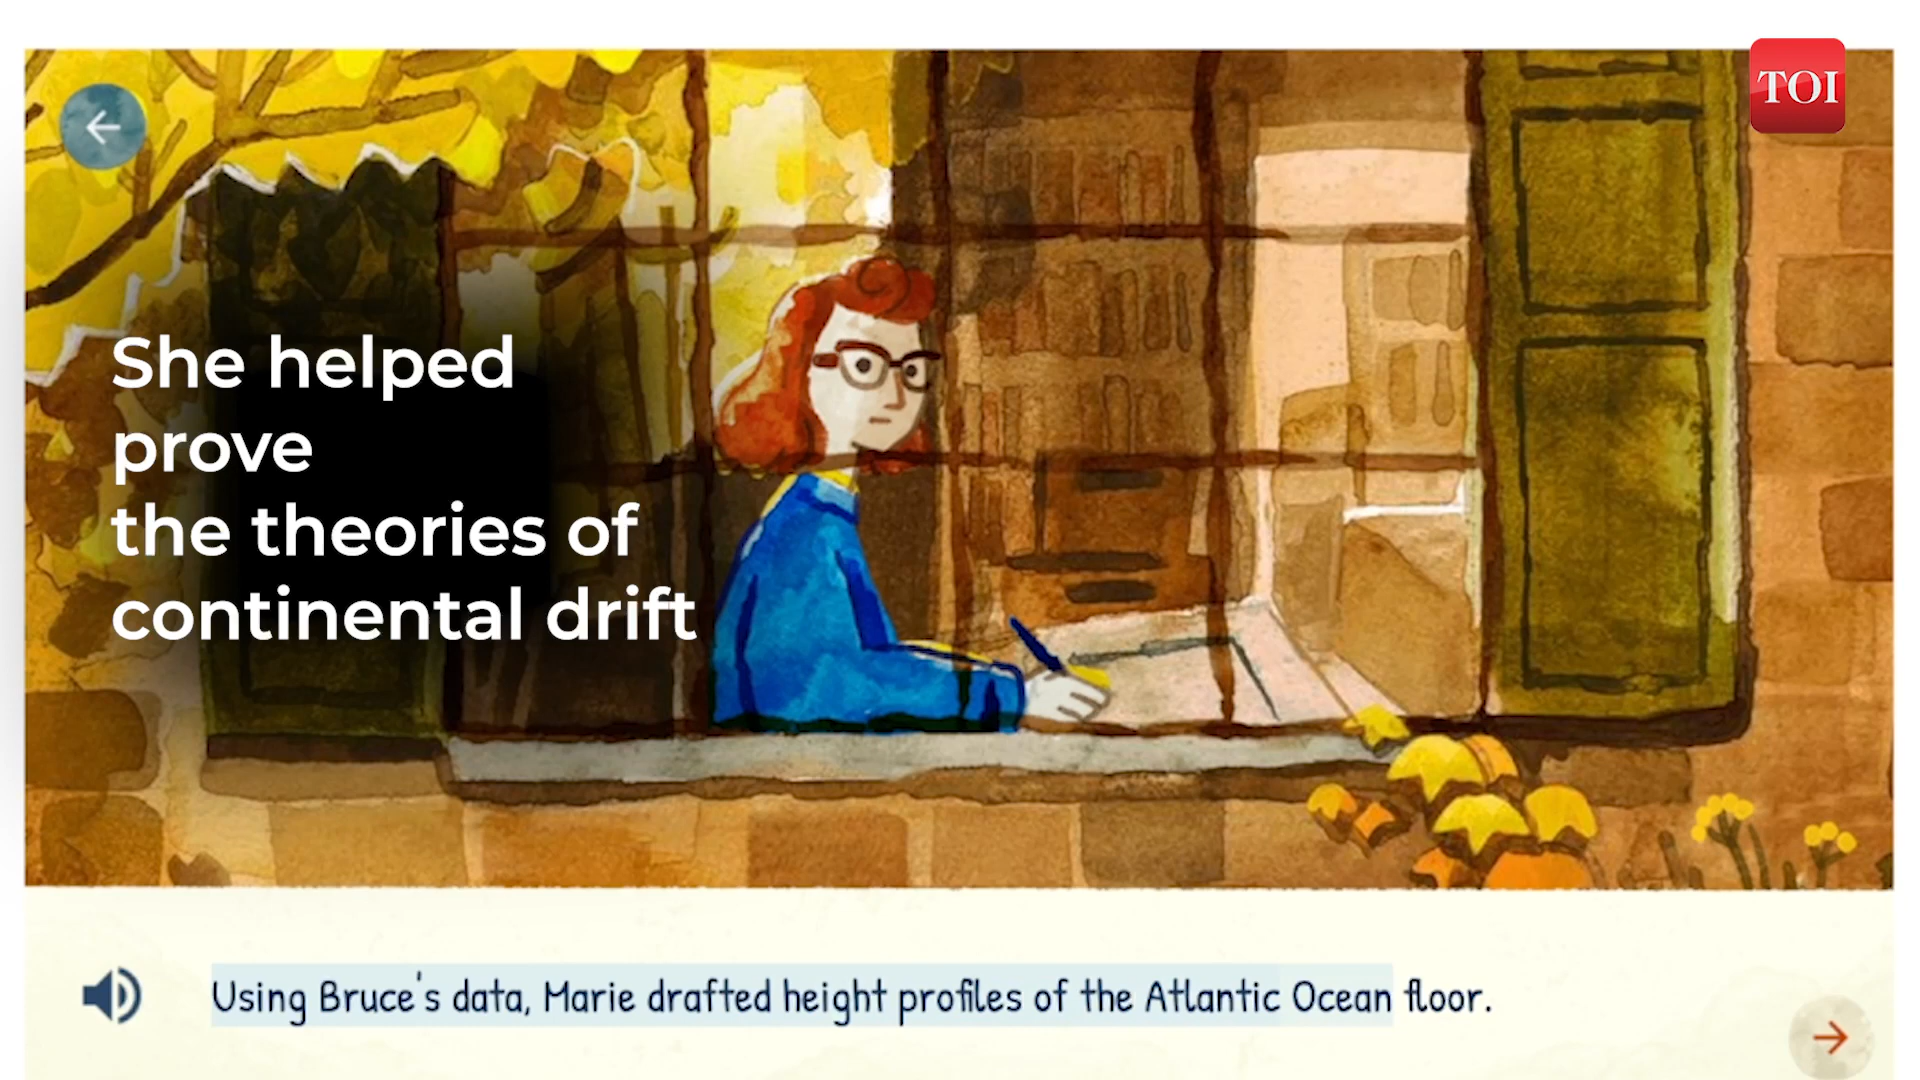 TOI
She helped
prove
the theories of
continental drift
Using Bruce's data, Marie drafted height profiles of the Atlantic Ocean floor.